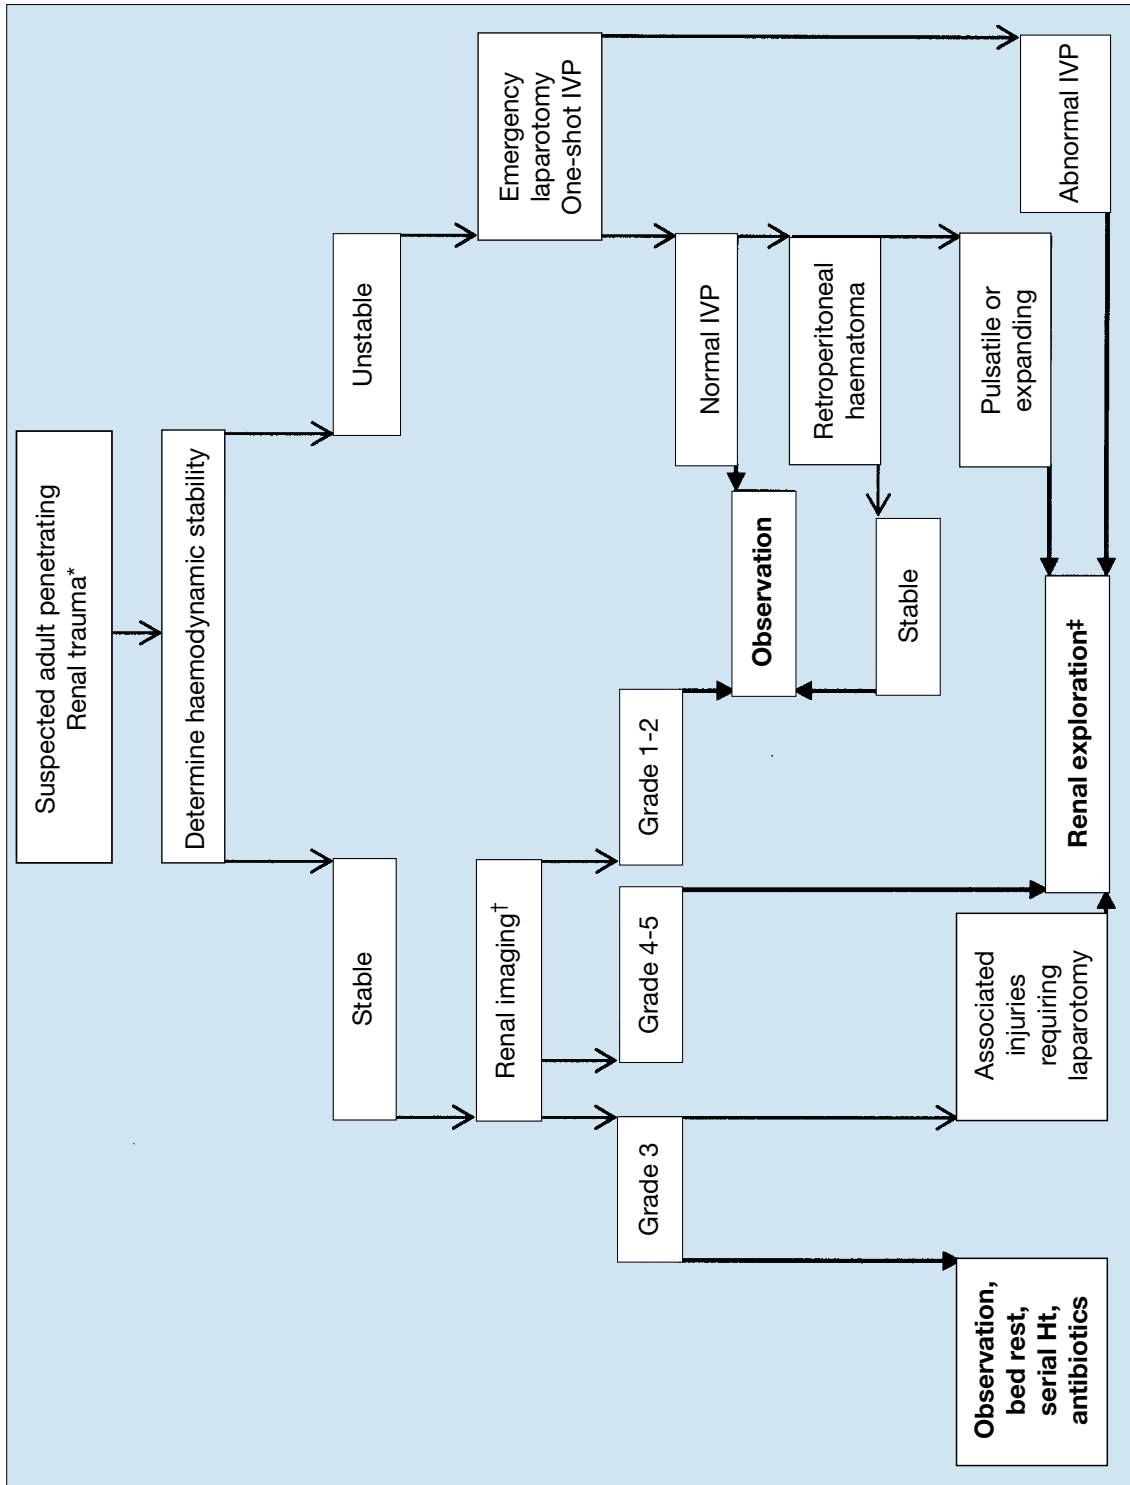 Suspected adult penetrating
Renal trauma*
Determine haemodynamic stability
Stable
Unstable
Renal imaging†
Emergency
laparotomy
One-shot IVP
Grade 3
Grade 4-5
Grade 1-2
Normal IVP
Observation
Retroperitoneal
haematoma
Stable
Observation,
bed rest,
serial Ht,
antibiotics
Associated
injuries
requiring
laparotomy
Pulsatile or
expanding
Renal exploration‡
Abnormal IVP